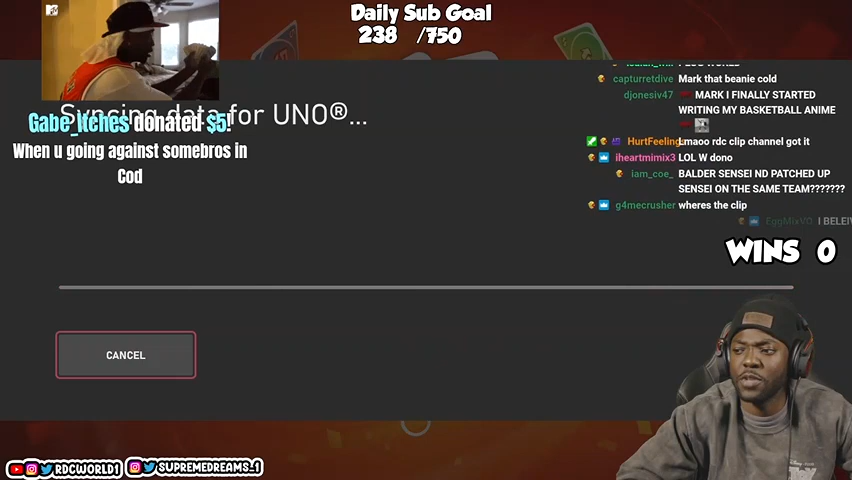 Daily Sub Goal
238 /750
Syncing data for UNO®...
Gabe_itches donated $5!
When u going against somebros in
Cod
capturretdive Mark that beanie cold
djonesiv47 MARK I FINALLY STARTED
WRITING MY BASKETBALL ANIME
HurtFeeling Lmaoo rdc clip channel got it
iheartmimix3 LOL W dono
iam_coe_ BALDER SENSEI ND PATCHED UP
SENSEI ON THE SAME TEAM???????
g4mecrusher wheres the clip
EggMixVG I BELEIV
WINS 0
CANCEL
RDCWORLD1 SUPREMEDREAMS_1